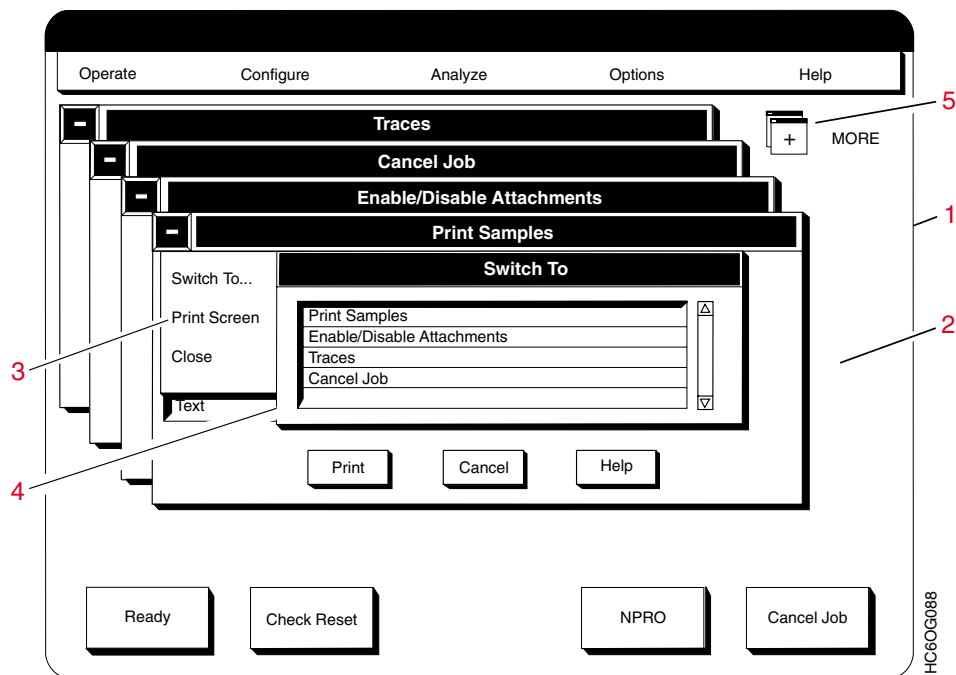 Operate Configure Analyze Options Help
5
Traces
+ MORE
Cancel Job
Enable/Disable Attachments
1
Print Samples
Switch To
Switch To...
Print Screen
Close
Text
Print Samples
Enable/Disable Attachments
Traces
Cancel Job
2
3
4
Print Cancel Help
Ready Check Reset NPRO Cancel Job
HC6OG088